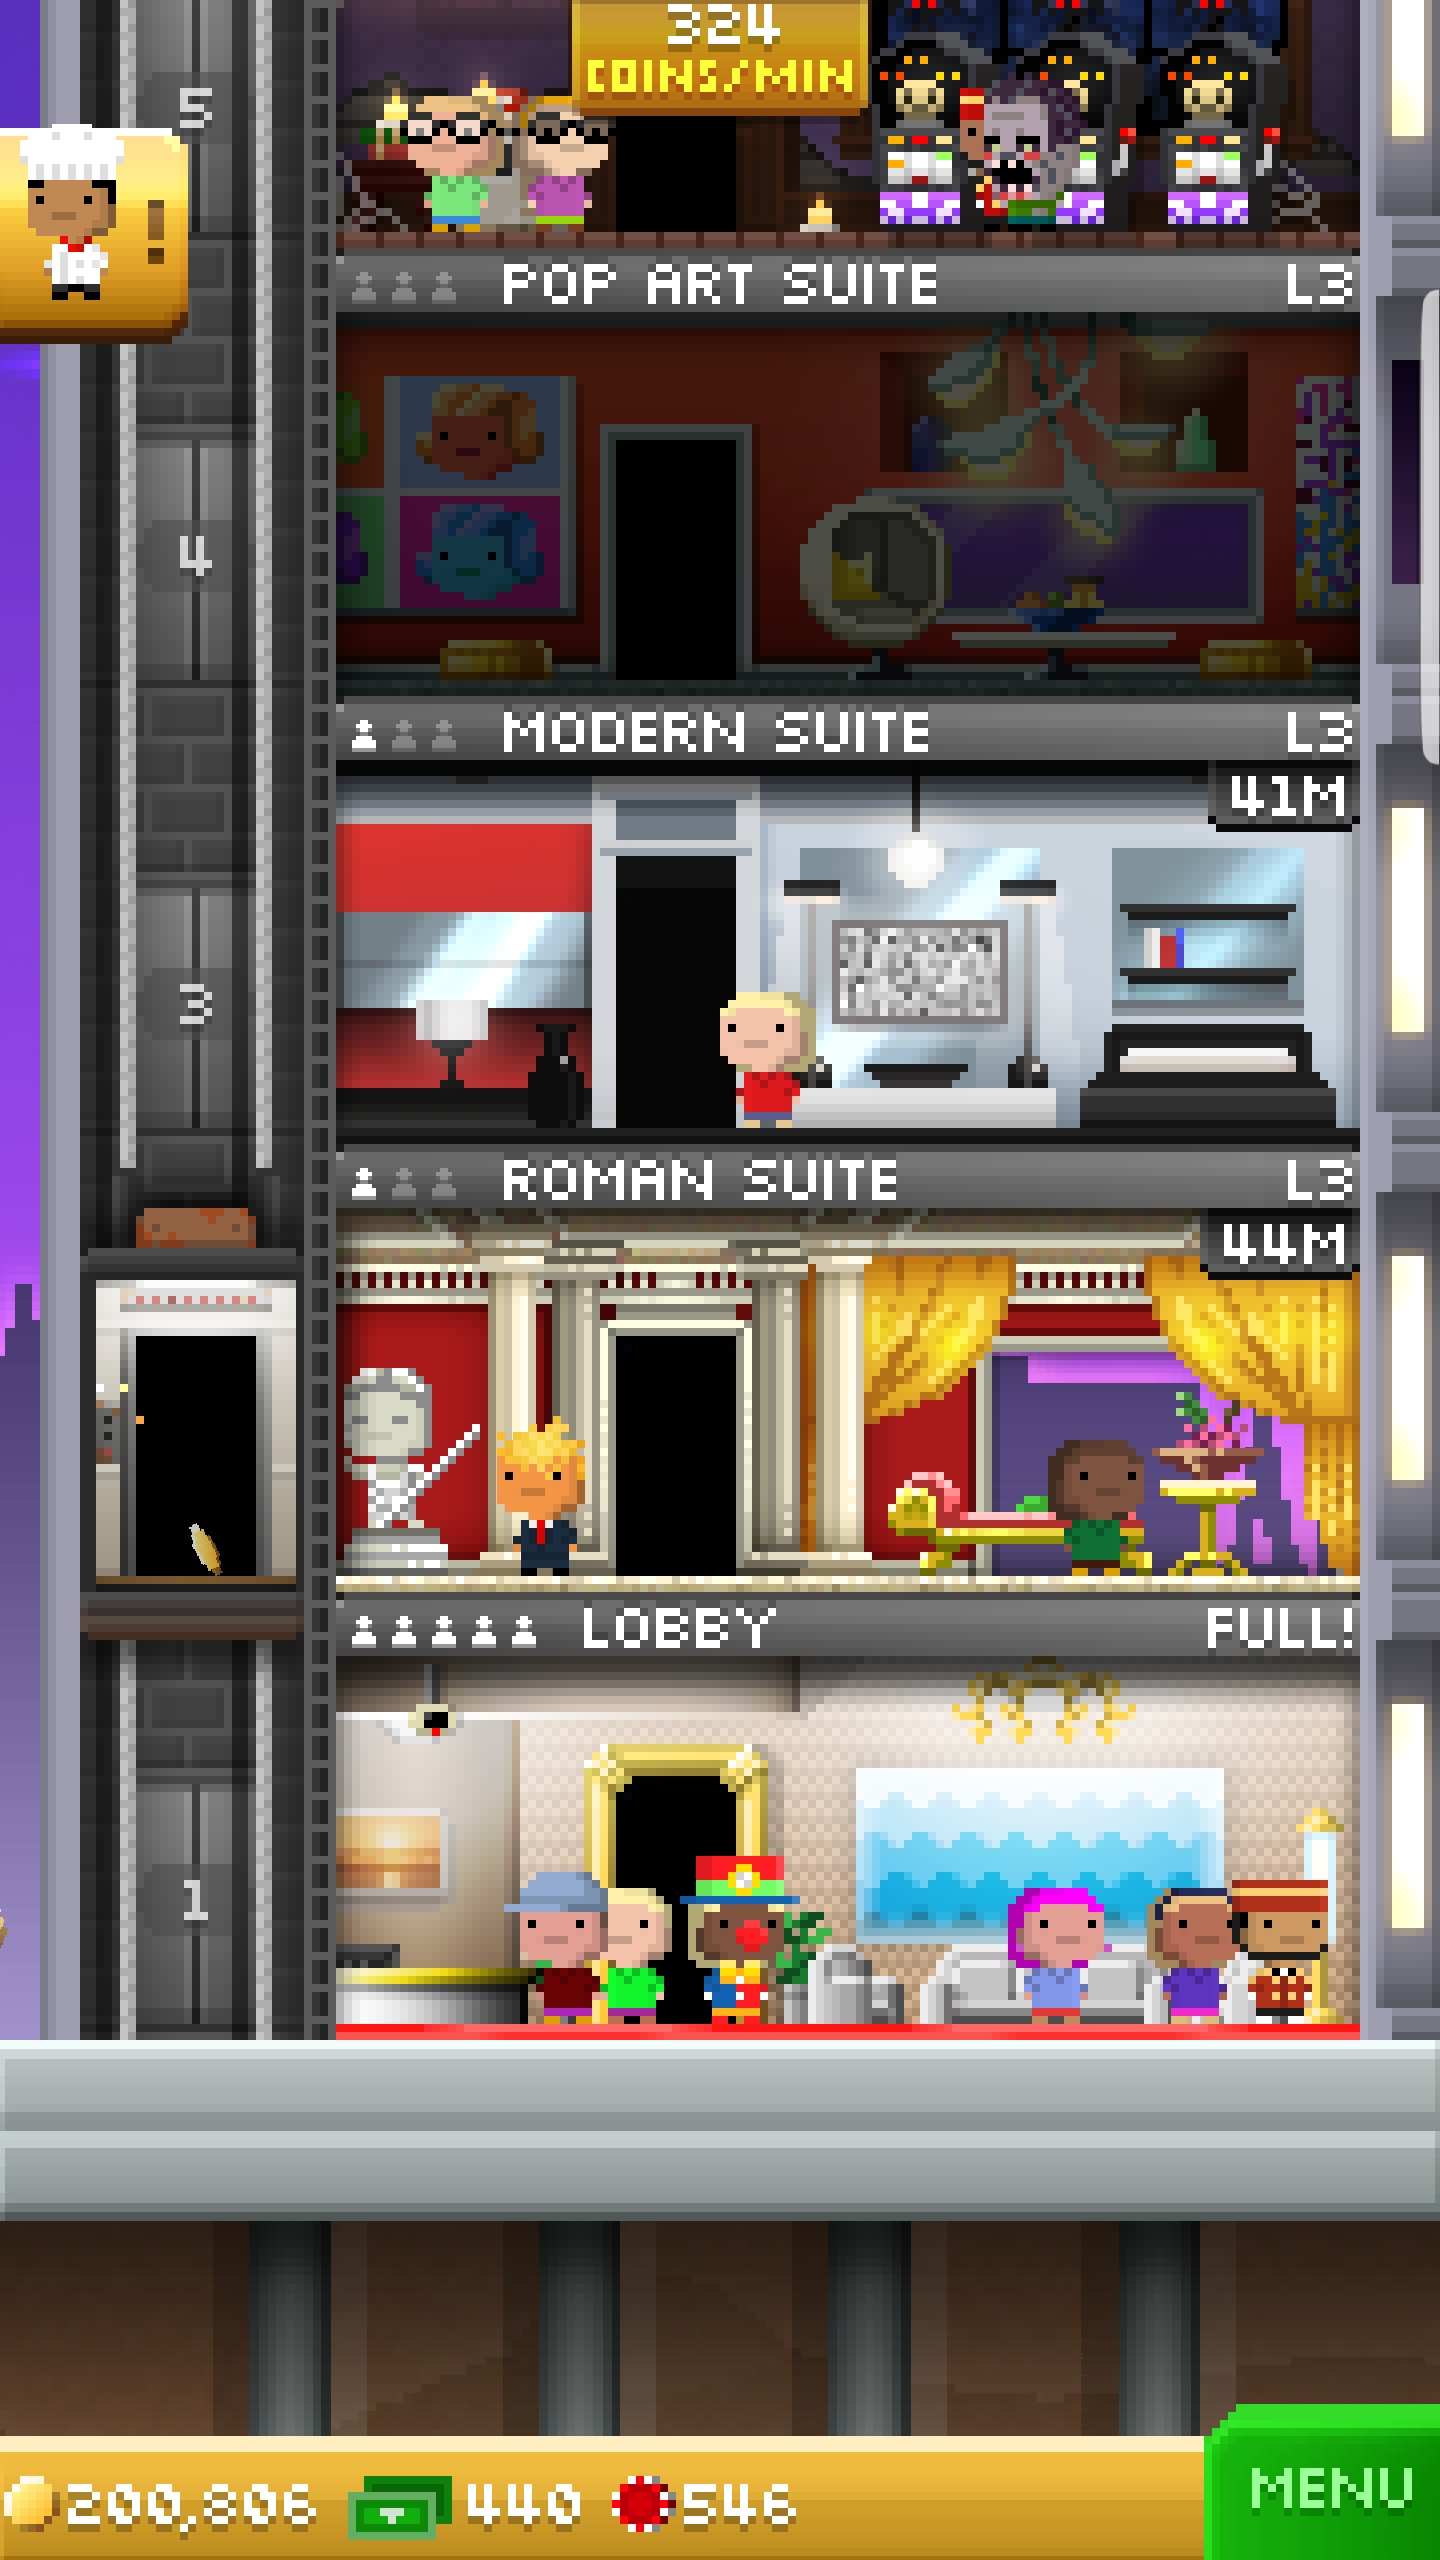 324
COINS/MIN
5
!
POP ART SUITE L3
4
MODERN SUITE L3
41M
3
ROMAN SUITE L3
44M
LOBBY FULL!
1
200,806 440 546
MENU